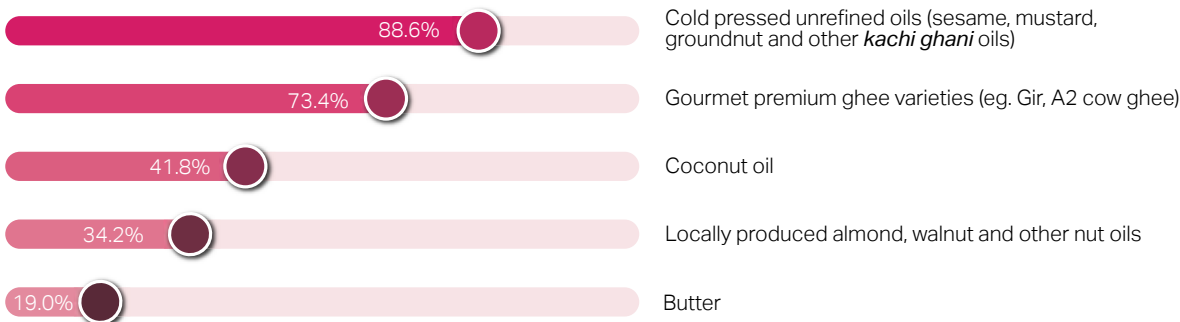 88.6%
Cold pressed unrefined oils (sesame, mustard,
groundnut and other kachi ghani oils)
73.4%
Gourmet premium ghee varieties (eg. Gir, A2 cow ghee)
41.8%
Coconut oil
34.2%
Locally produced almond, walnut and other nut oils
19.0%
Butter